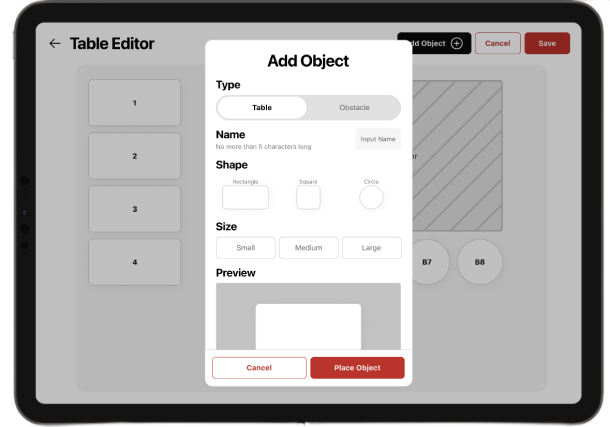 ← Table Editor
dd Object
Cancel
Save
1
2
3
4
B7
B8
Add Object
Type
Table
Obstacle
Name
No more than 5 characters long
Input Name
Shape
Rectangle
Square
Circle
Size
Small
Medium
Large
Preview
Cancel
Place Object